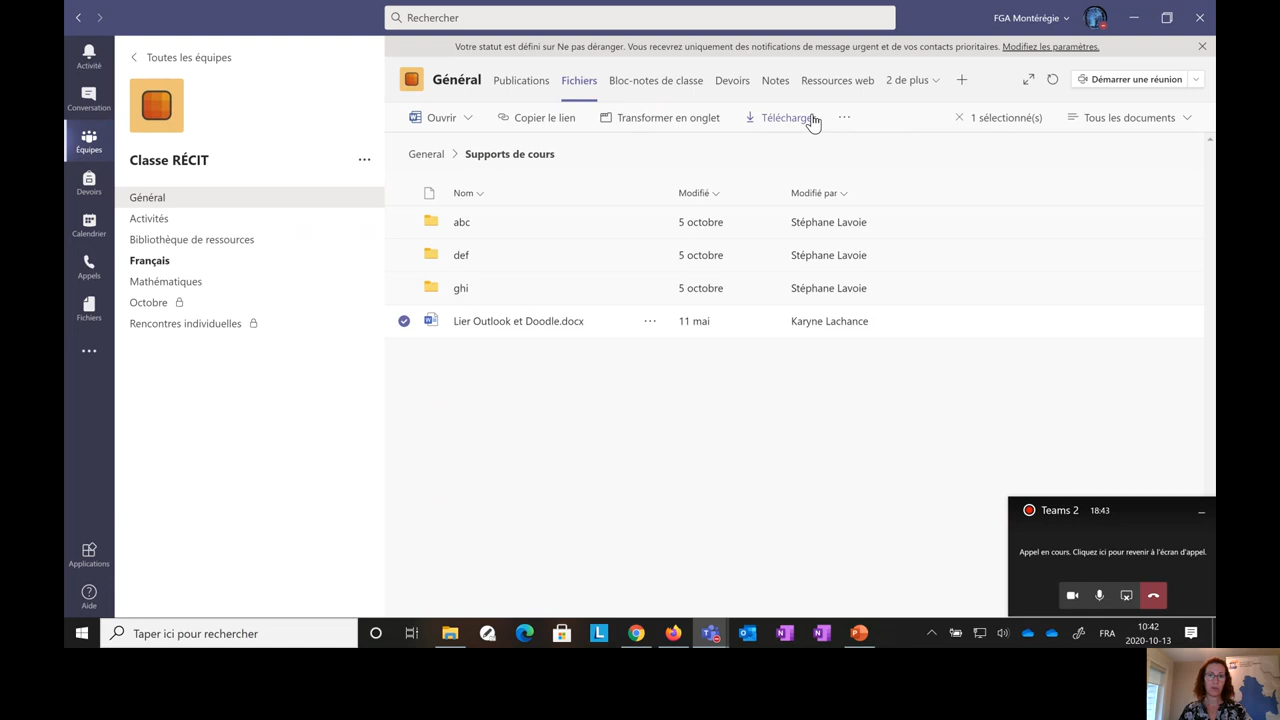 Rechercher
FGA Montérégie
Votre statut est défini sur Ne pas déranger. Vous recevrez uniquement des notifications de message urgent et de vos contacts prioritaires. Modifiez les paramètres.
Activité
Conversation
Équipes
Devoirs
Calendrier
Appels
Fichiers
Applications
Aide
Toutes les équipes
Classe RÉCIT
Général
Activités
Bibliothèque de ressources
Français
Mathématiques
Octobre
Rencontres individuelles
Général Publications Fichiers Bloc-notes de classe Devoirs Notes Ressources web 2 de plus Démarrer une réunion
Ouvrir Copier le lien Transformer en onglet Télécharger 1 sélectionné(s) Tous les documents
General > Supports de cours
Nom Modifié Modifié par
abc 5 octobre Stéphane Lavoie
def 5 octobre Stéphane Lavoie
ghi 5 octobre Stéphane Lavoie
Lier Outlook et Doodle.docx 11 mai Karyne Lachance
Teams 2 18:43
Appel en cours. Cliquez ici pour revenir à l'écran d'appel.
Taper ici pour rechercher
FRA
10:42
2020-10-13